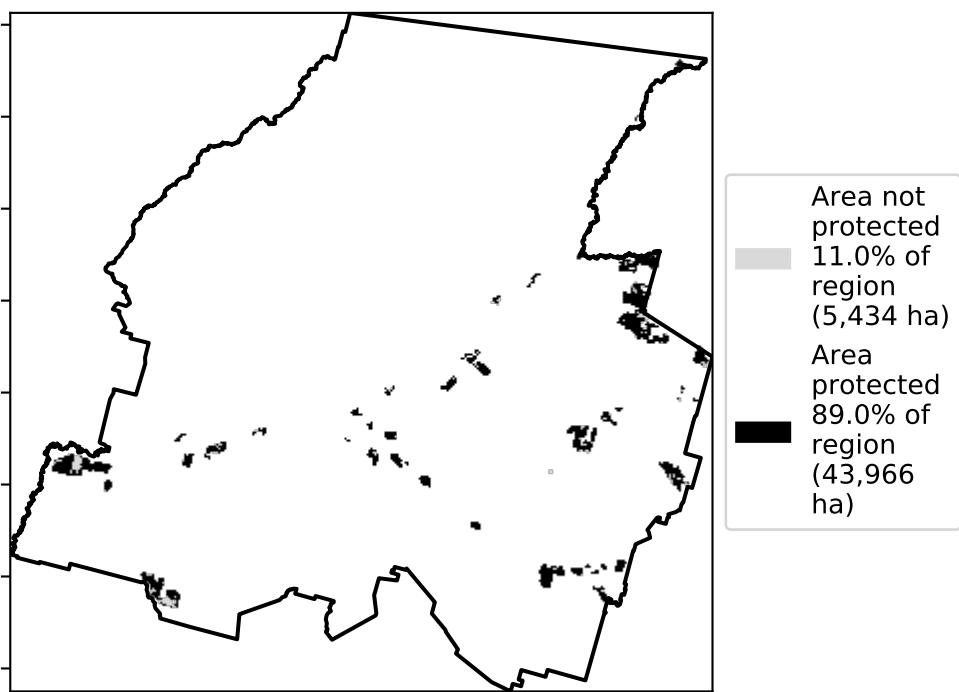 Area not
protected
11.0% of
region
(5,434 ha)
Area
protected
89.0% of
region
(43,966
ha)